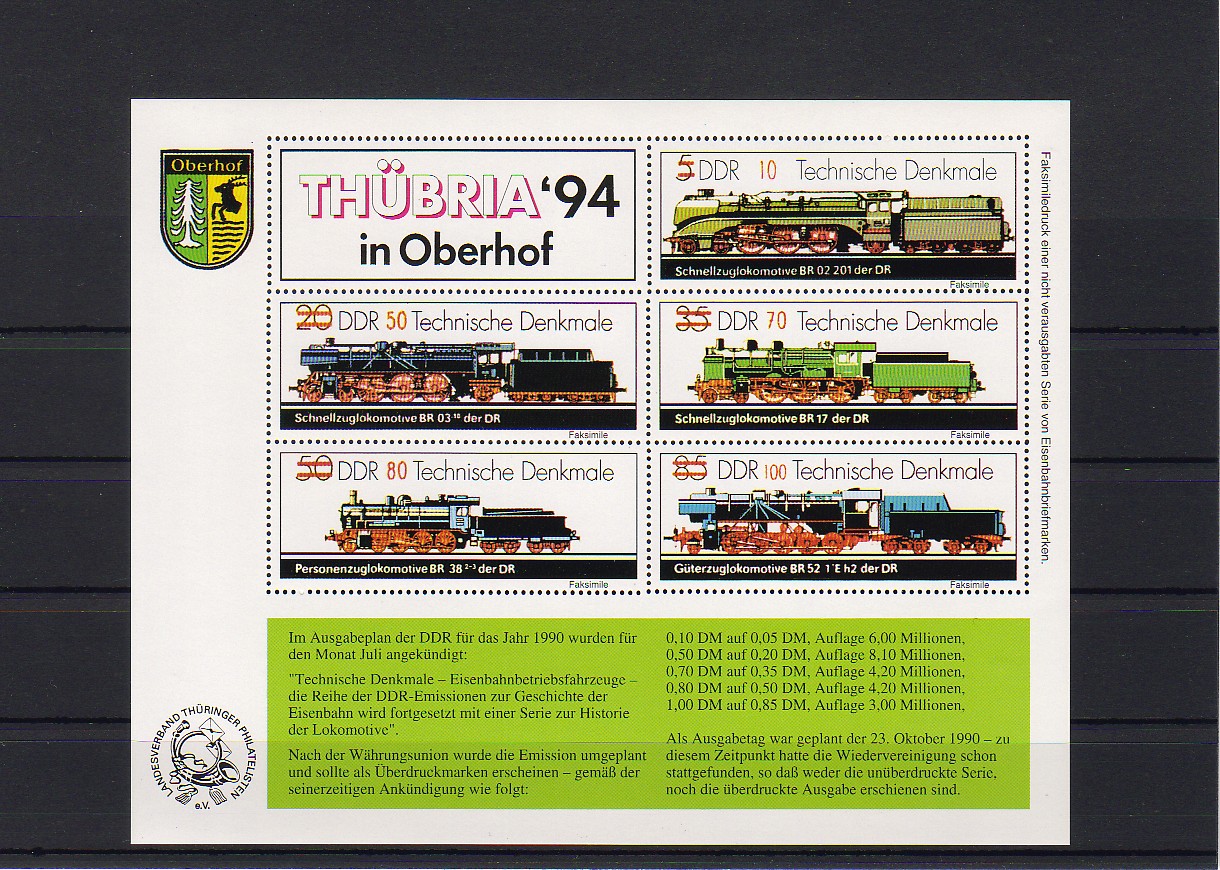 Oberhof
THÜBRIA '94
in Oberhof
5 DDR 10 Technische Denkmale
Schnellzuglokomotive BR 02 201 der DR
Faksimile
20 DDR 50 Technische Denkmale
Schnellzuglokomotive BR 03¹⁰ der DR
Faksimile
35 DDR 70 Technische Denkmale
Schnellzuglokomotive BR 17 der DR
Faksimile
50 DDR 80 Technische Denkmale
Personenzuglokomotive BR 38²⁻³ der DR
Faksimile
85 DDR 100 Technische Denkmale
Güterzuglokomotive BR 52 1'E h2 der DR
Faksimile
Faksimiledruck einer nicht verausgabten Serie von Eisenbahnbriefmarken.
Im Ausgabeplan der DDR für das Jahr 1990 wurden für
den Monat Juli angekündigt:
"Technische Denkmale – Eisenbahnbetriebsfahrzeuge –
die Reihe der DDR-Emissionen zur Geschichte der
Eisenbahn wird fortgesetzt mit einer Serie zur Historie
der Lokomotive".
Nach der Währungsunion wurde die Emission umgeplant
und sollte als Überdruckmarken erscheinen – gemäß der
seinerzeitigen Ankündigung wie folgt:
0,10 DM auf 0,05 DM, Auflage 6,00 Millionen,
0,50 DM auf 0,20 DM, Auflage 8,10 Millionen,
0,70 DM auf 0,35 DM, Auflage 4,20 Millionen,
0,80 DM auf 0,50 DM, Auflage 4,20 Millionen,
1,00 DM auf 0,85 DM, Auflage 3,00 Millionen,
Als Ausgabetag war geplant der 23. Oktober 1990 – zu
diesem Zeitpunkt hatte die Wiedervereinigung schon
stattgefunden, so daß weder die unüberdruckte Serie,
noch die überdruckte Ausgabe erschienen sind.
LANDESVERBAND THÜRINGER PHILATELISTEN
e.V.